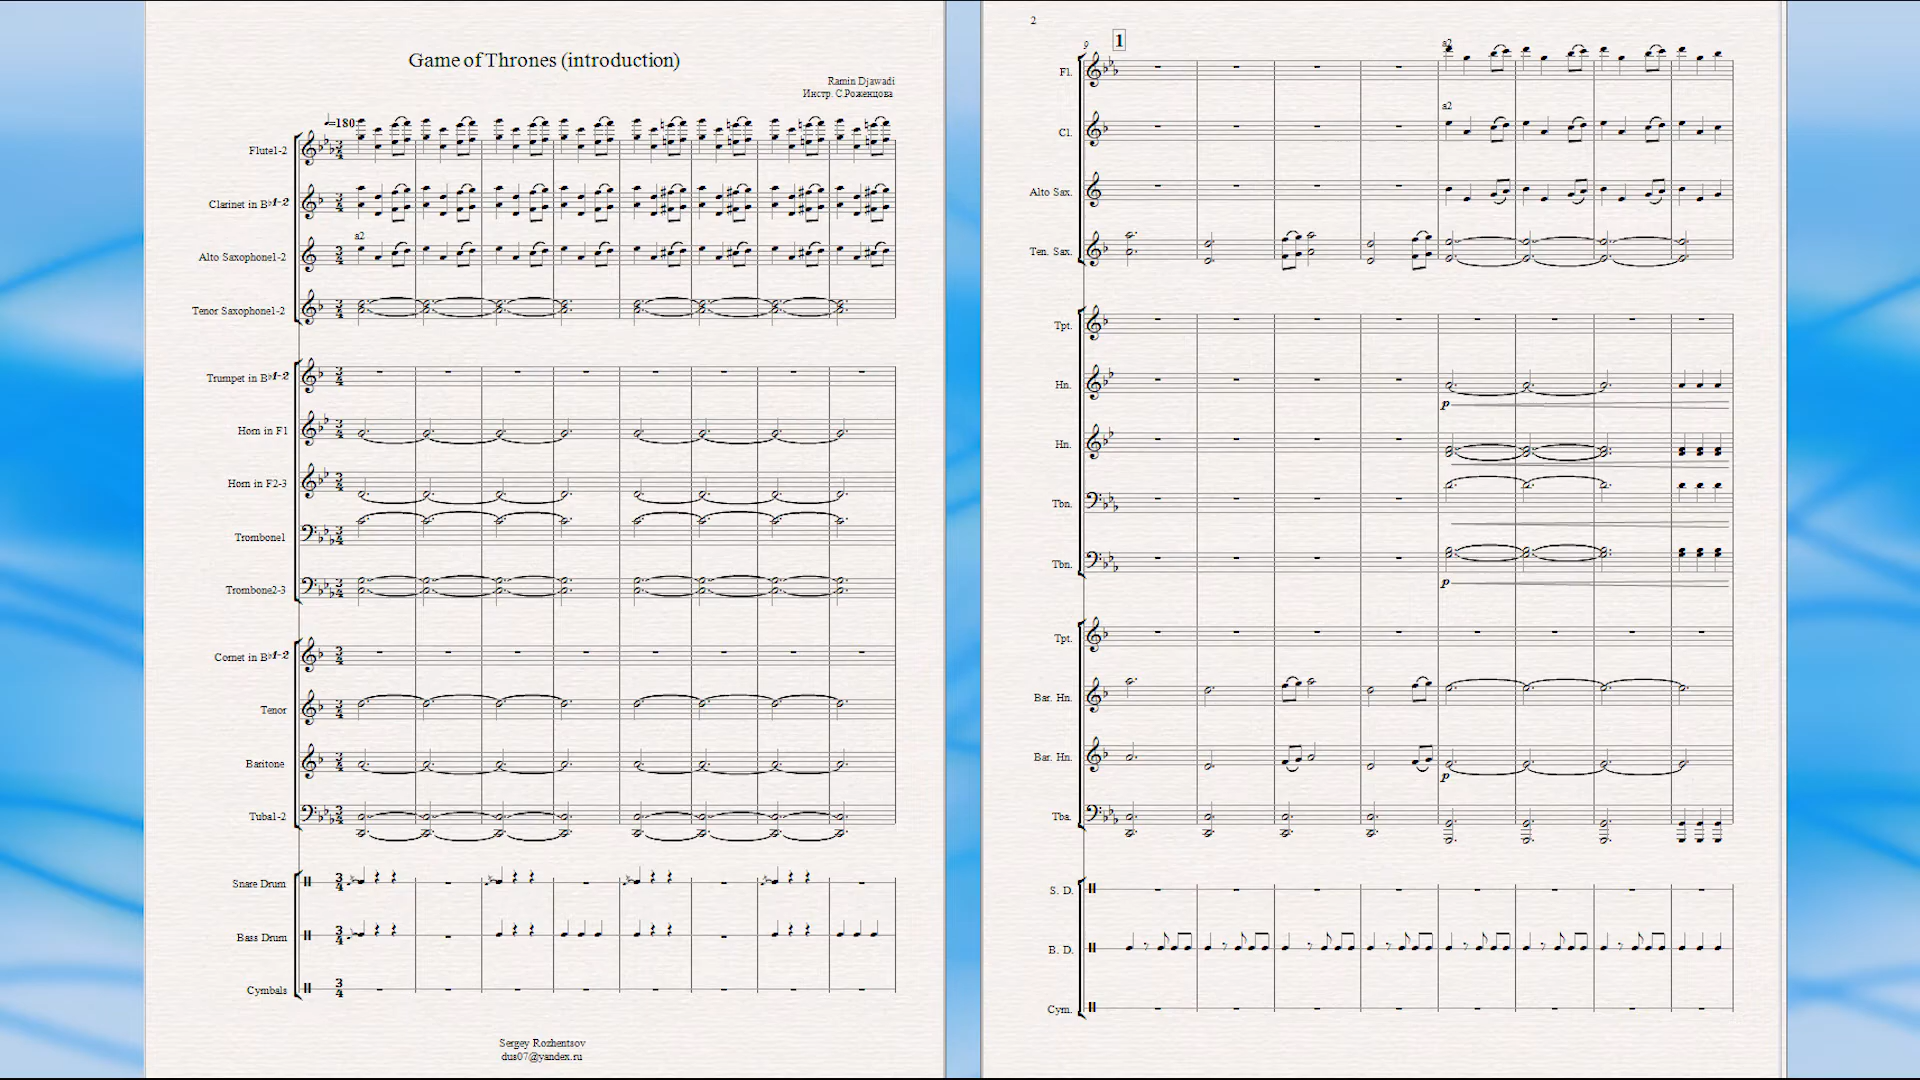 Game of Thrones (introduction)
Ramin Djawadi
Инстр. С.Роженцова
♩=180
Flute1-2
Clarinet in B♭1-2
a2
Alto Saxophone1-2
Tenor Saxophone1-2
Trumpet in B♭1-2
Horn in F1
Horn in F2-3
Trombone1
Trombone2-3
Cornet in B♭1-2
Tenor
Baritone
Tuba1-2
Snare Drum
Bass Drum
Cymbals
Sergey Rozhentsov
dus07@yandex.ru
2
9
1
a2
Fl.
a2
Cl.
Alto Sax.
Ten. Sax.
Tpt.
Hn.
p
Hn.
Tbn.
Tbn.
p
Tpt.
Bar. Hn.
Bar. Hn.
p
Tba.
S. D.
B. D.
Cym.